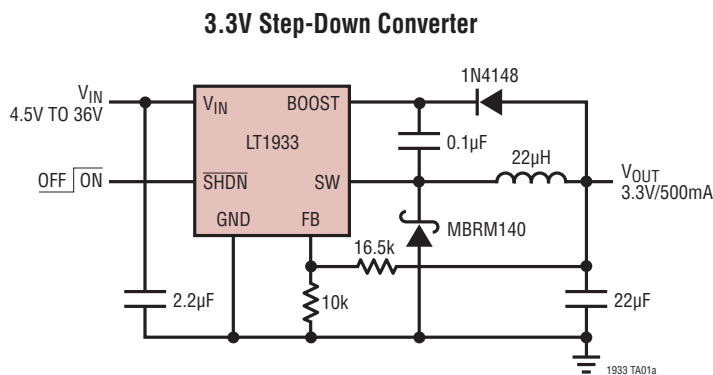 3.3V Step-Down Converter
VIN
4.5V TO 36V
OFF ON
VIN
BOOST
LT1933
SHDN
SW
GND
FB
1N4148
0.1µF
22µH
VOUT
3.3V/500mA
MBRM140
16.5k
2.2µF
10k
22µF
1933 TA01a